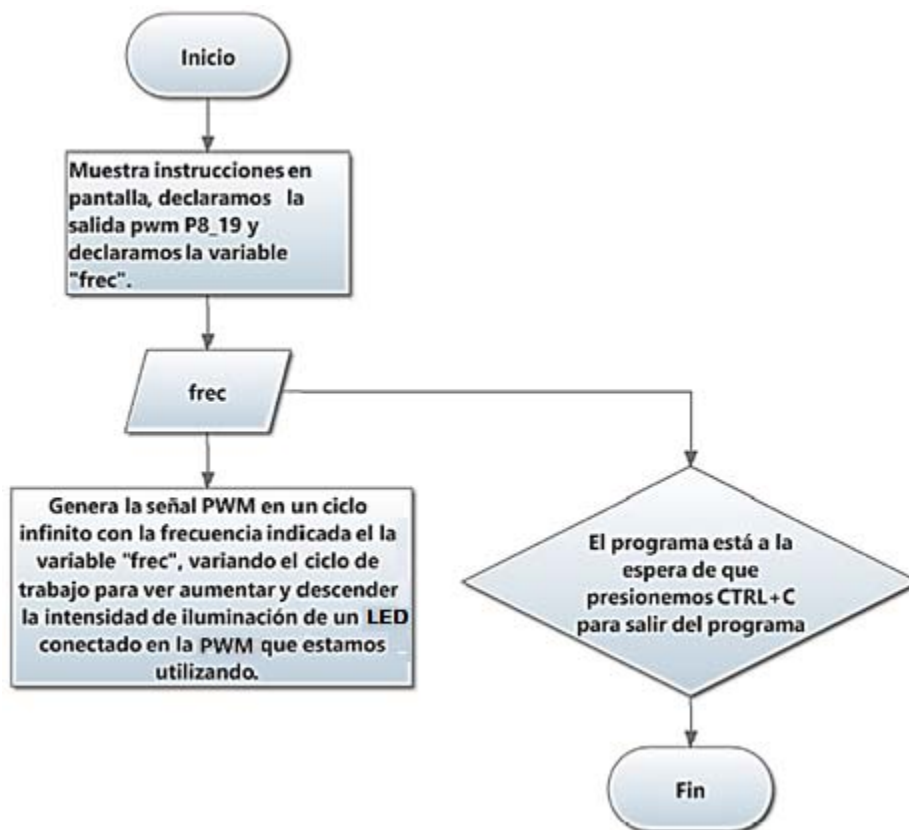 Inicio
Muestra instrucciones en
pantalla, declaramos la
salida pwm P8_19 y
declaramos la variable
"frec".
frec
Genera la señal PWM en un ciclo
infinito con la frecuencia indicada el la
variable "frec", variando el ciclo de
trabajo para ver aumentar y descender
la intensidad de iluminación de un LED
conectado en la PWM que estamos
utilizando.
El programa está a la
espera de que
presionemos CTRL+C
para salir del programa
Fin